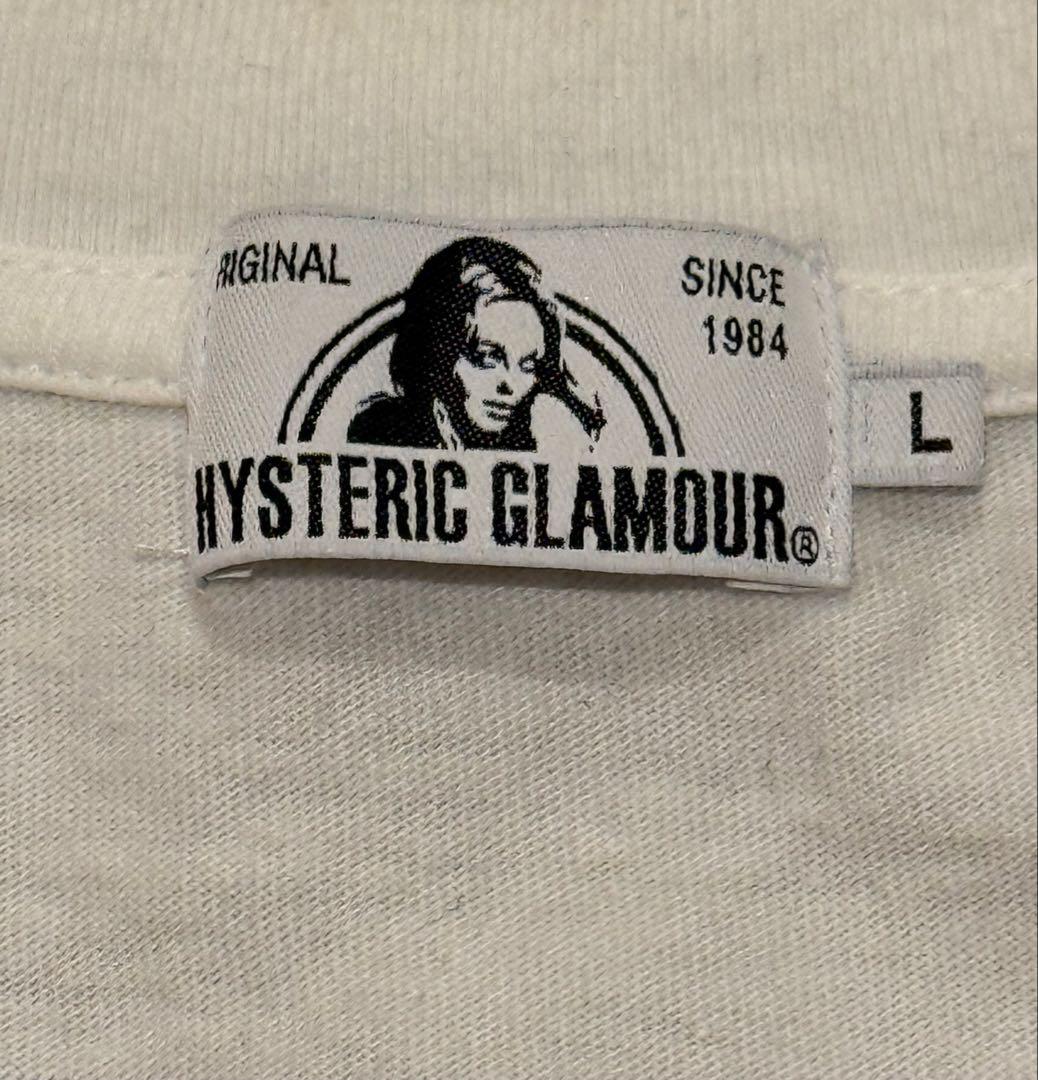 ORIGINAL
SINCE
1984
HYSTERIC GLAMOUR®
L